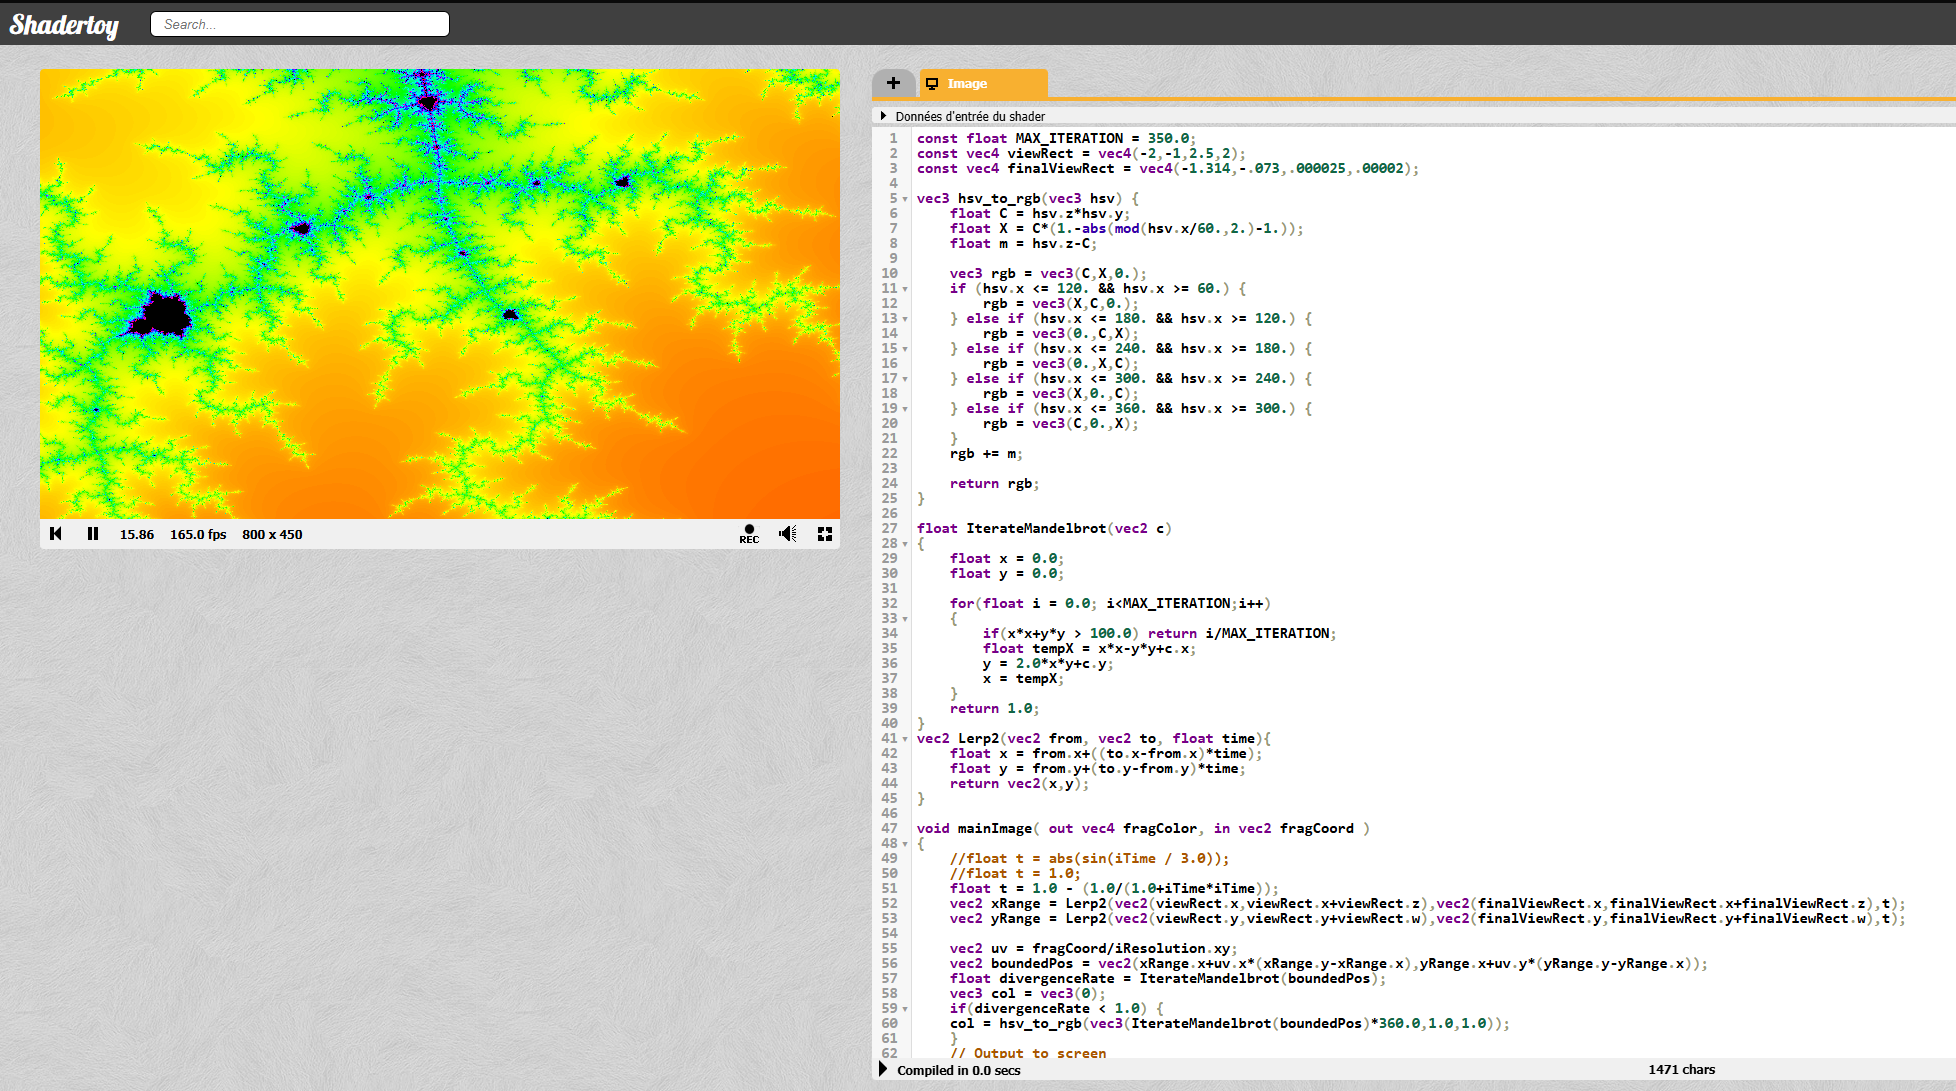 Shadertoy
Search...
15.86 165.0 fps 800 x 450
REC
+ Image
Données d'entrée du shader
1 const float MAX_ITERATION = 350.0;
2 const vec4 viewRect = vec4(-2,-1,2.5,2);
3 const vec4 finalViewRect = vec4(-1.314,-.073,.000025,.00002);
4
5 vec3 hsv_to_rgb(vec3 hsv) {
6 float C = hsv.z*hsv.y;
7 float X = C*(1.-abs(mod(hsv.x/60.,2.)-1.));
8 float m = hsv.z-C;
9
10 vec3 rgb = vec3(C,X,0.);
11 if (hsv.x <= 120. && hsv.x >= 60.) {
12 rgb = vec3(X,C,0.);
13 } else if (hsv.x <= 180. && hsv.x >= 120.) {
14 rgb = vec3(0.,C,X);
15 } else if (hsv.x <= 240. && hsv.x >= 180.) {
16 rgb = vec3(0.,X,C);
17 } else if (hsv.x <= 300. && hsv.x >= 240.) {
18 rgb = vec3(X,0.,C);
19 } else if (hsv.x <= 360. && hsv.x >= 300.) {
20 rgb = vec3(C,0.,X);
21 }
22 rgb += m;
23
24 return rgb;
25 }
26
27 float IterateMandelbrot(vec2 c)
28 {
29 float x = 0.0;
30 float y = 0.0;
31
32 for(float i = 0.0; i<MAX_ITERATION;i++)
33 {
34 if(x*x+y*y > 100.0) return i/MAX_ITERATION;
35 float tempX = x*x-y*y+c.x;
36 y = 2.0*x*y+c.y;
37 x = tempX;
38 }
39 return 1.0;
40 }
41 vec2 Lerp2(vec2 from, vec2 to, float time){
42 float x = from.x+((to.x-from.x)*time);
43 float y = from.y+(to.y-from.y)*time;
44 return vec2(x,y);
45 }
46
47 void mainImage( out vec4 fragColor, in vec2 fragCoord )
48 {
49 //float t = abs(sin(iTime / 3.0));
50 //float t = 1.0;
51 float t = 1.0 - (1.0/(1.0+iTime*iTime));
52 vec2 xRange = Lerp2(vec2(viewRect.x,viewRect.x+viewRect.z),vec2(finalViewRect.x,finalViewRect.x+finalViewRect.z),t);
53 vec2 yRange = Lerp2(vec2(viewRect.y,viewRect.y+viewRect.w),vec2(finalViewRect.y,finalViewRect.y+finalViewRect.w),t);
54
55 vec2 uv = fragCoord/iResolution.xy;
56 vec2 boundedPos = vec2(xRange.x+uv.x*(xRange.y-xRange.x),yRange.x+uv.y*(yRange.y-yRange.x));
57 float divergenceRate = IterateMandelbrot(boundedPos);
58 vec3 col = vec3(0);
59 if(divergenceRate < 1.0) {
60 col = hsv_to_rgb(vec3(IterateMandelbrot(boundedPos)*360.0,1.0,1.0));
61 }
62 // Output to screen
Compiled in 0.0 secs 1471 chars